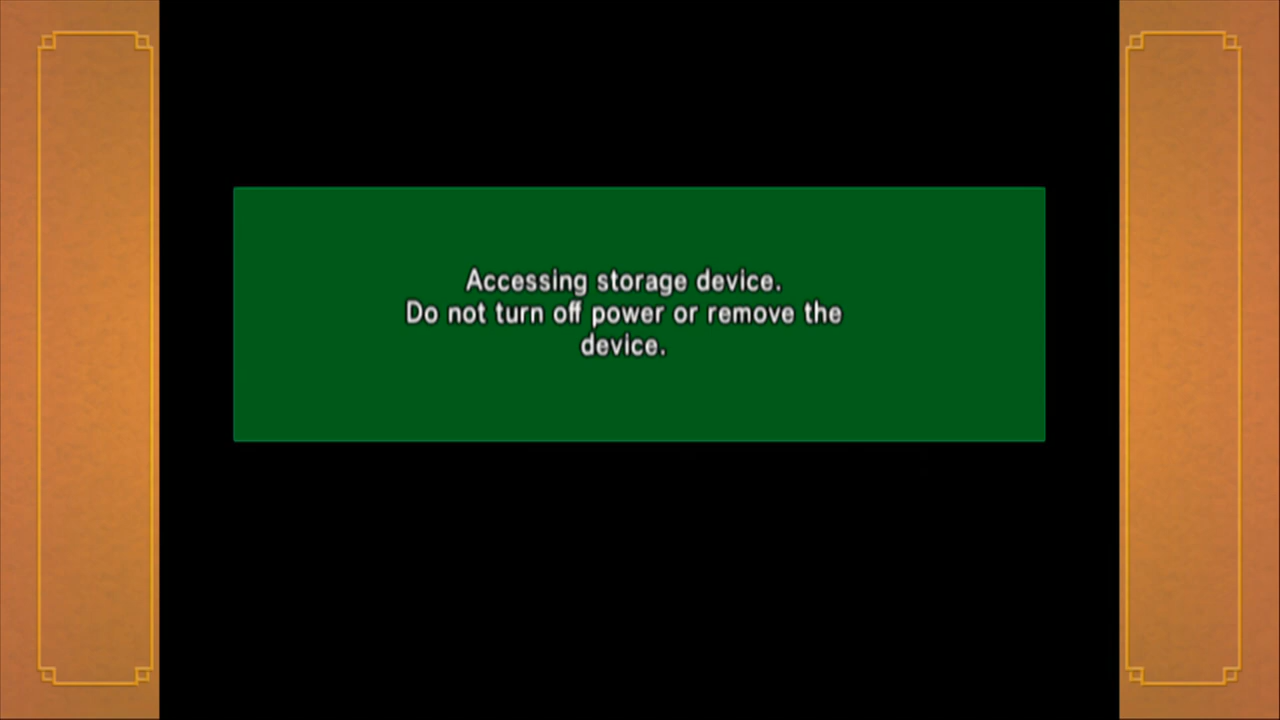 Accessing storage device.
Do not turn off power or remove the
device.